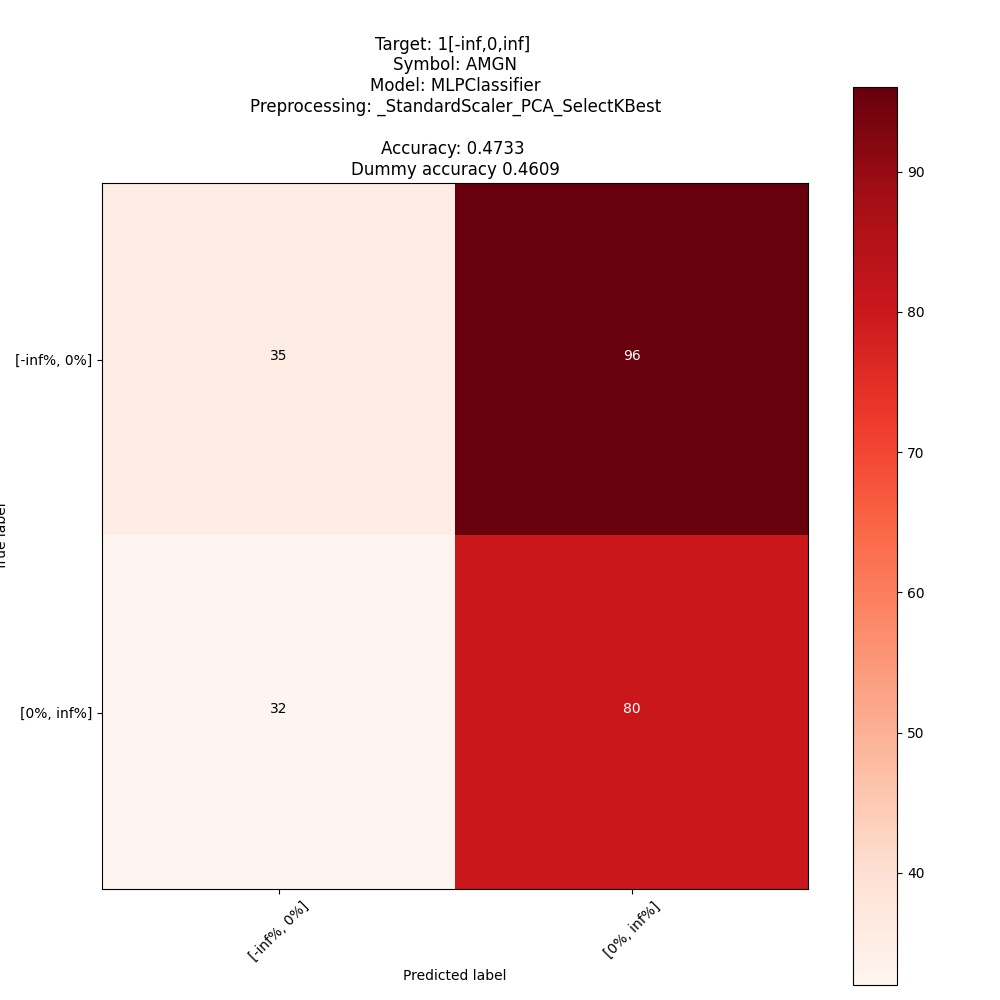 Target: 1[-inf,0,inf]
Symbol: AMGN
Model: MLPClassifier
Preprocessing: _StandardScaler_PCA_SelectKBest
Accuracy: 0.4733
Dummy accuracy 0.4609
90
80
70
60
50
40
[-inf%, 0%]
35
96
[0%, inf%]
32
80
[-inf%, 0%]
[0%, inf%]
Predicted label